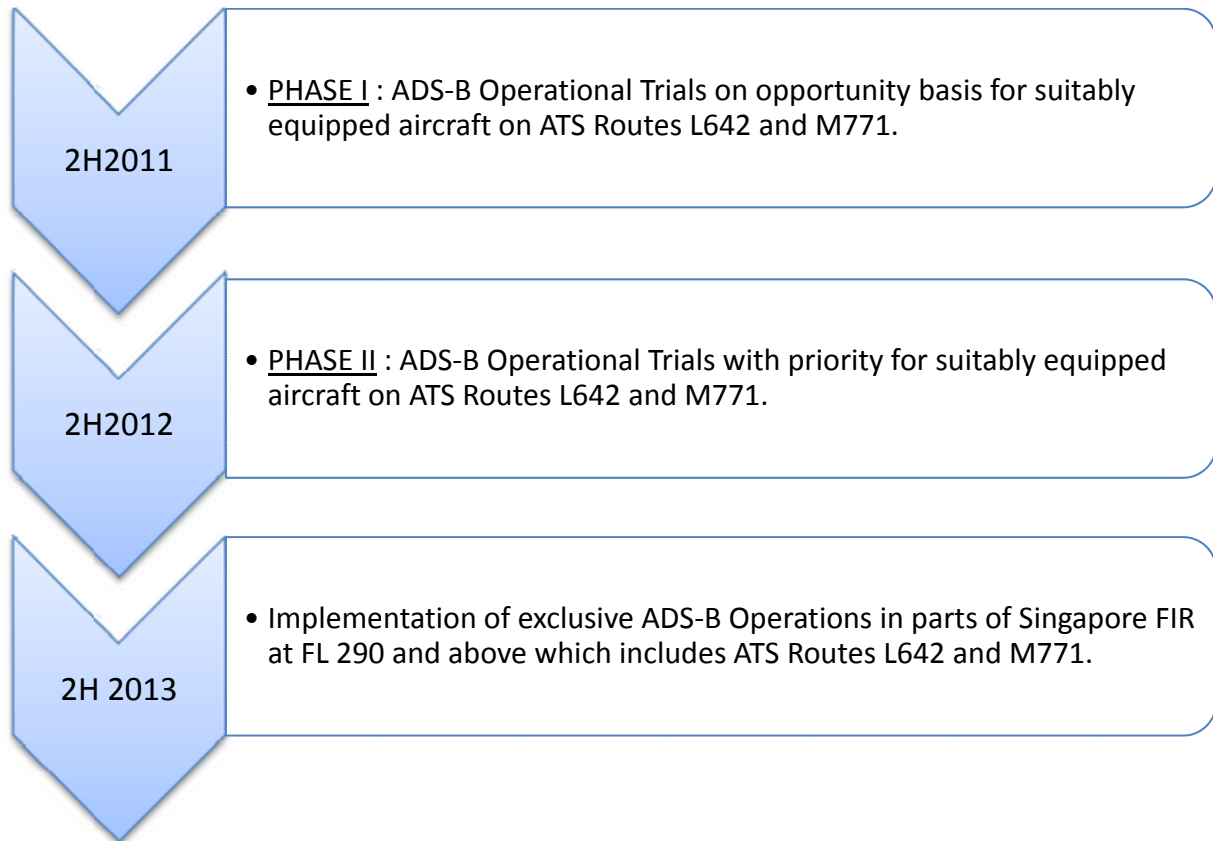 2H2011
• PHASE I : ADS-B Operational Trials on opportunity basis for suitably
equipped aircraft on ATS Routes L642 and M771.
2H2012
• PHASE II : ADS-B Operational Trials with priority for suitably equipped
aircraft on ATS Routes L642 and M771.
2H 2013
• Implementation of exclusive ADS-B Operations in parts of Singapore FIR
at FL 290 and above which includes ATS Routes L642 and M771.